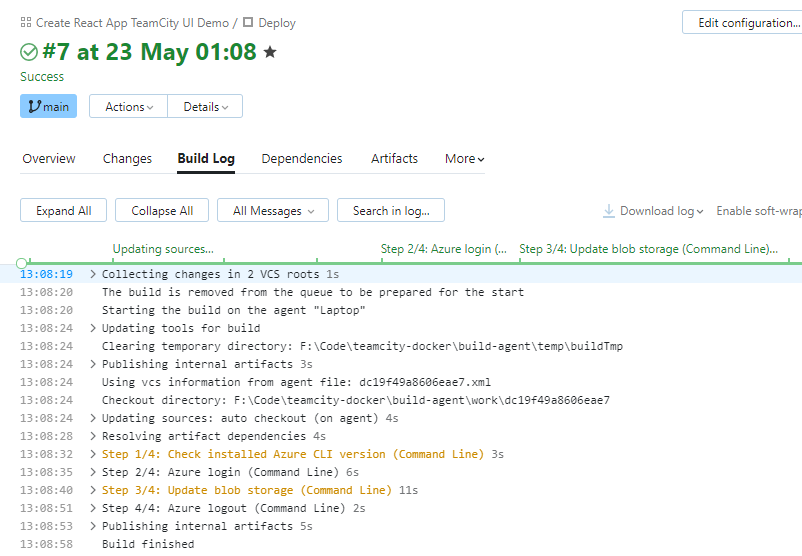 Create React App TeamCity UI Demo / Deploy
Edit configuration...
#7 at 23 May 01:08
Success
main Actions Details
Overview Changes Build Log Dependencies Artifacts More
Expand All Collapse All All Messages Search in log... Download log Enable soft-wrap
Updating sources... Step 2/4: Azure login (... Step 3/4: Update blob storage (Command Line)...
13:08:19 Collecting changes in 2 VCS roots 1s
13:08:20 The build is removed from the queue to be prepared for the start
13:08:20 Starting the build on the agent "Laptop"
13:08:24 Updating tools for build
13:08:24 Clearing temporary directory: F:\Code\teamcity-docker\build-agent\temp\buildTmp
13:08:24 Publishing internal artifacts 3s
13:08:24 Using vcs information from agent file: dc19f49a8606eae7.xml
13:08:24 Checkout directory: F:\Code\teamcity-docker\build-agent\work\dc19f49a8606eae7
13:08:24 Updating sources: auto checkout (on agent) 4s
13:08:28 Resolving artifact dependencies 4s
13:08:32 Step 1/4: Check installed Azure CLI version (Command Line) 3s
13:08:35 Step 2/4: Azure login (Command Line) 6s
13:08:40 Step 3/4: Update blob storage (Command Line) 11s
13:08:51 Step 4/4: Azure logout (Command Line) 2s
13:08:53 Publishing internal artifacts 5s
13:08:58 Build finished